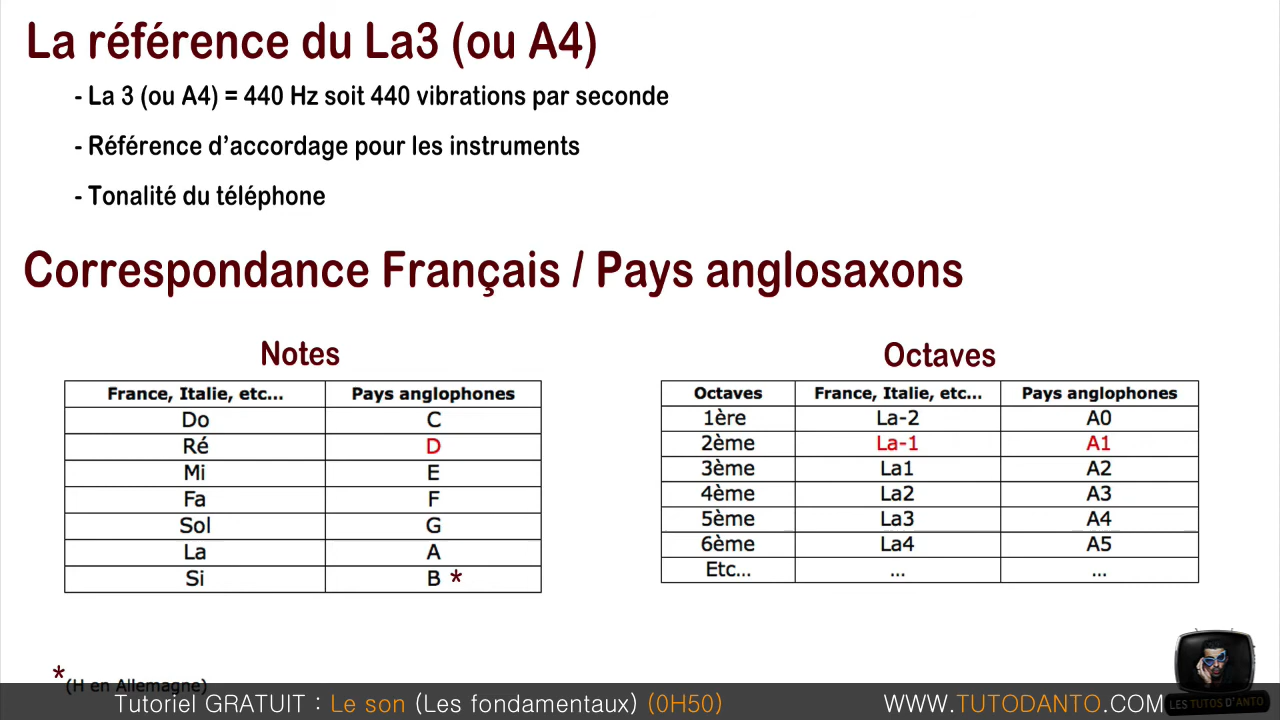 La référence du La3 (ou A4)
- La 3 (ou A4) = 440 Hz soit 440 vibrations par seconde
- Référence d'accordage pour les instruments
- Tonalité du téléphone
Correspondance Français / Pays anglosaxons
Notes
France, Italie, etc... Pays anglophones
Do C
Ré D
Mi E
Fa F
Sol G
La A
Si B *
Octaves
Octaves France, Italie, etc... Pays anglophones
1ère La-2 A0
2ème La-1 A1
3ème La1 A2
4ème La2 A3
5ème La3 A4
6ème La4 A5
Etc... ... ...
*(H en Allemagne)
Tutoriel GRATUIT : Le son (Les fondamentaux) (0H50) WWW.TUTODANTO.COM
LES TUTOS D'ANTO